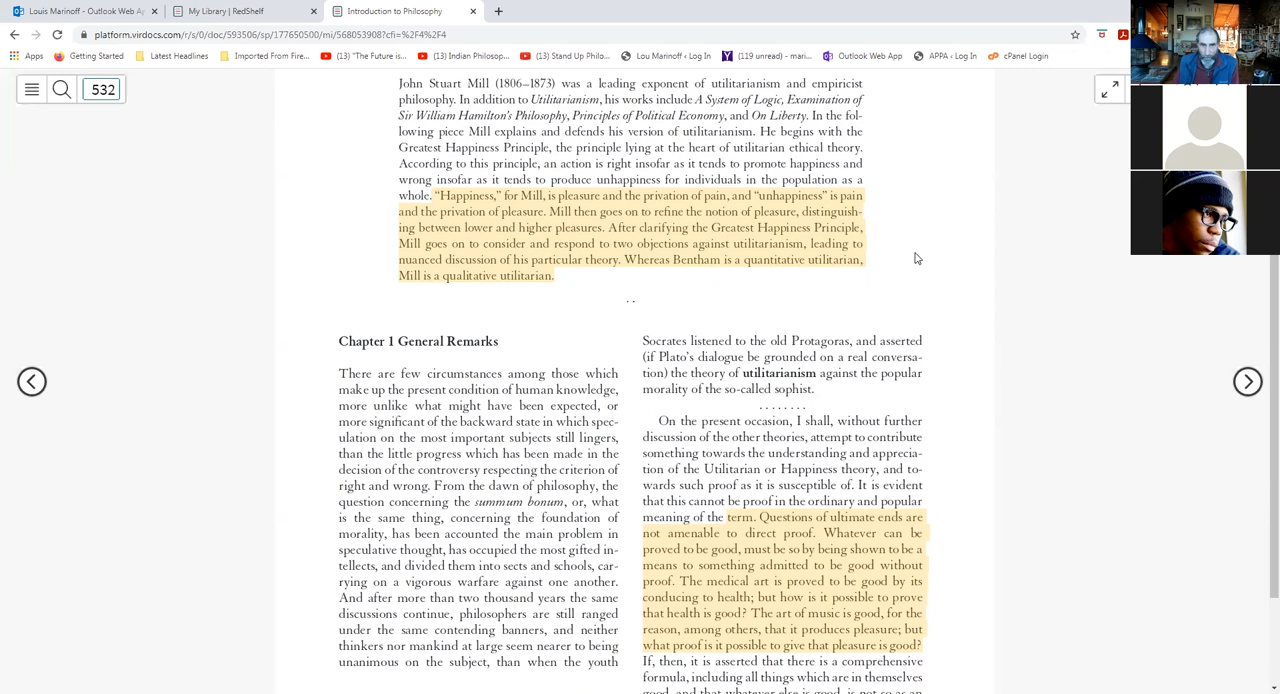 Louis Marinoff - Outlook Web Ap
My Library | RedShelf
Introduction to Philosophy
platform.virdocs.com/r/s/0/doc/593506/sp/177650500/mi/568053908?cfi=%2F4%2F4
Apps
Getting Started
Latest Headlines
Imported From Fire...
(13) "The Future is...
(13) Indian Philosop...
(13) Stand Up Philo...
Lou Marinoff ‹ Log In
(119 unread) - mari...
Outlook Web App
APPA ‹ Log In
cPanel Login
532
John Stuart Mill (1806–1873) was a leading exponent of utilitarianism and empiricist
philosophy. In addition to Utilitarianism, his works include A System of Logic, Examination of
Sir William Hamilton's Philosophy, Principles of Political Economy, and On Liberty. In the fol-
lowing piece Mill explains and defends his version of utilitarianism. He begins with the
Greatest Happiness Principle, the principle lying at the heart of utilitarian ethical theory.
According to this principle, an action is right insofar as it tends to promote happiness and
wrong insofar as it tends to produce unhappiness for individuals in the population as a
whole. "Happiness," for Mill, is pleasure and the privation of pain, and "unhappiness" is pain
and the privation of pleasure. Mill then goes on to refine the notion of pleasure, distinguish-
ing between lower and higher pleasures. After clarifying the Greatest Happiness Principle,
Mill goes on to consider and respond to two objections against utilitarianism, leading to
nuanced discussion of his particular theory. Whereas Bentham is a quantitative utilitarian,
Mill is a qualitative utilitarian.
Chapter 1 General Remarks
There are few circumstances among those which
make up the present condition of human knowledge,
more unlike what might have been expected, or
more significant of the backward state in which spec-
ulation on the most important subjects still lingers,
than the little progress which has been made in the
decision of the controversy respecting the criterion of
right and wrong. From the dawn of philosophy, the
question concerning the summum bonum, or, what
is the same thing, concerning the foundation of
morality, has been accounted the main problem in
speculative thought, has occupied the most gifted in-
tellects, and divided them into sects and schools, car-
rying on a vigorous warfare against one another.
And after more than two thousand years the same
discussions continue, philosophers are still ranged
under the same contending banners, and neither
thinkers nor mankind at large seem nearer to being
unanimous on the subject, than when the youth
Socrates listened to the old Protagoras, and asserted
(if Plato's dialogue be grounded on a real conversa-
tion) the theory of utilitarianism against the popular
morality of the so-called sophist.
. . . . . . . .
On the present occasion, I shall, without further
discussion of the other theories, attempt to contribute
something towards the understanding and apprecia-
tion of the Utilitarian or Happiness theory, and to-
wards such proof as it is susceptible of. It is evident
that this cannot be proof in the ordinary and popular
meaning of the term. Questions of ultimate ends are
not amenable to direct proof. Whatever can be
proved to be good, must be so by being shown to be a
means to something admitted to be good without
proof. The medical art is proved to be good by its
conducing to health; but how is it possible to prove
that health is good? The art of music is good, for the
reason, among others, that it produces pleasure; but
what proof is it possible to give that pleasure is good?
If, then, it is asserted that there is a comprehensive
formula, including all things which are in themselves
good, and that whatever else is good, is not so as an